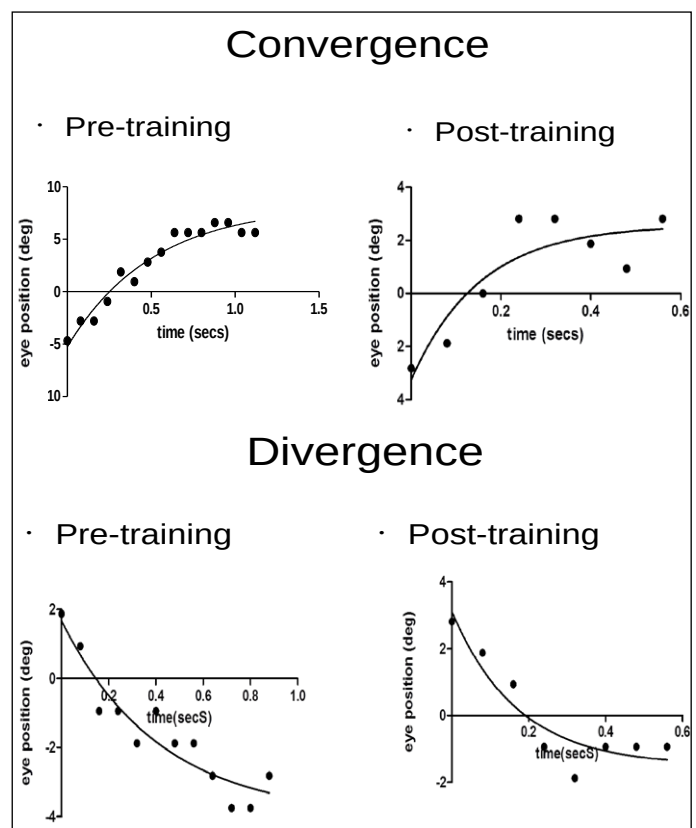 Convergence
· Pre-training
· Post-training
10
5
0
-5
10
0.5
1.0
1.5
time (secs)
eye position (deg)
4
2
0
2
4
0.2
0.4
0.6
time (secs)
eye position (deg)
Divergence
· Pre-training
· Post-training
2
0
-2
-4
0.2
0.4
0.6
0.8
1.0
time(secS)
eye position (deg)
4
2
0
-2
0.2
0.4
0.6
time(secS)
eye position (deg)